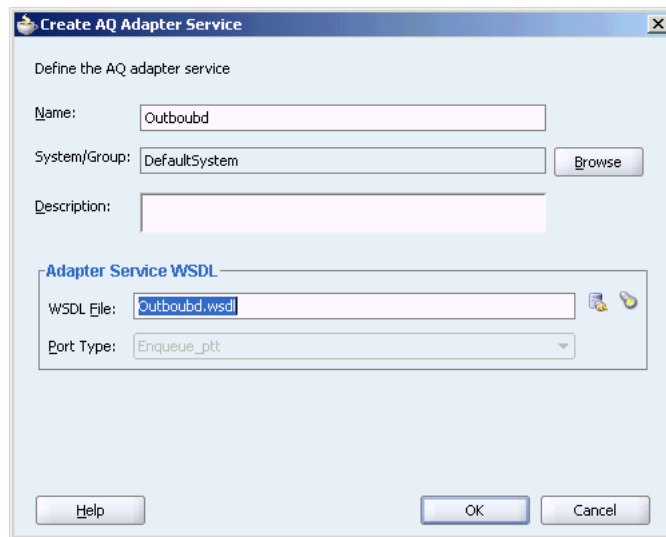 Create AQ Adapter Service
Define the AQ adapter service
Name: Outboubd
System/Group: DefaultSystem Browse
Description:
Adapter Service WSDL
WSDL File: Outboubd.wsdl
Port Type: Enqueue_ptt
Help OK Cancel